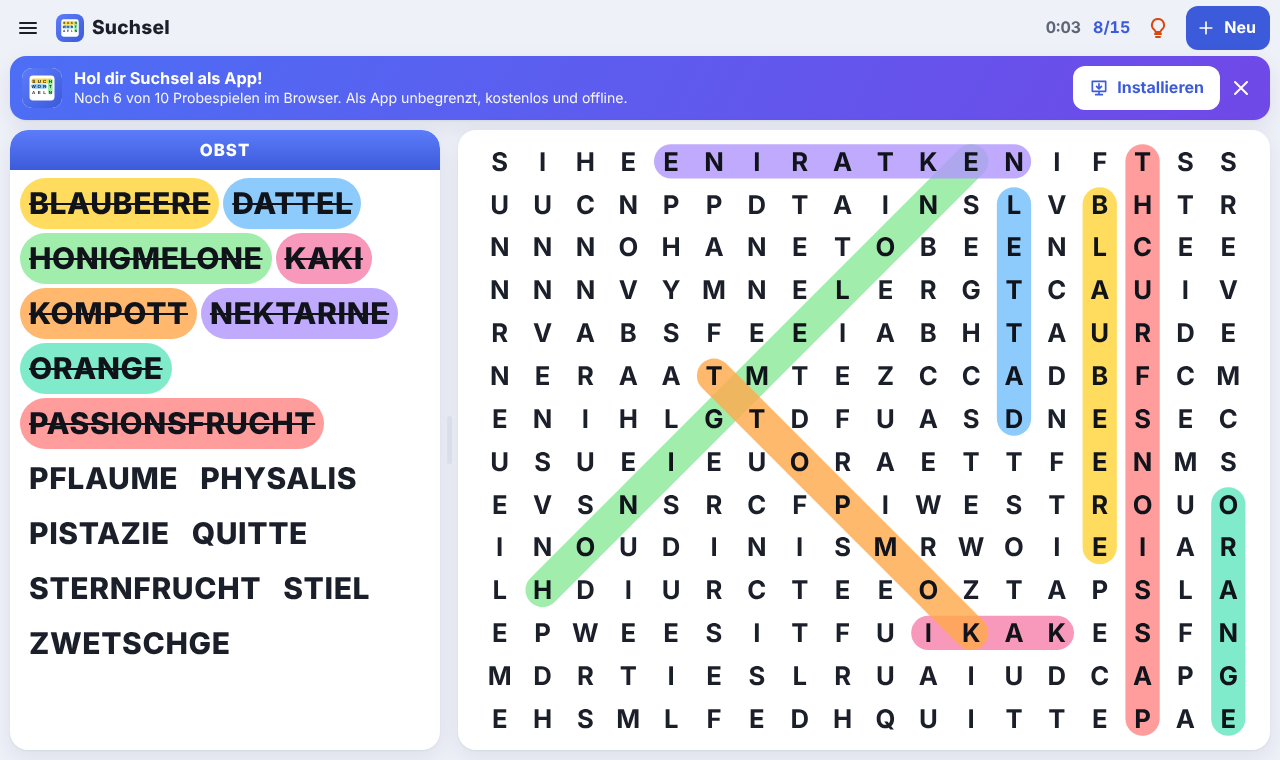 Suchsel
0:03 8/15 Neu
Hol dir Suchsel als App!
Noch 6 von 10 Probespielen im Browser. Als App unbegrenzt, kostenlos und offline.
Installieren
OBST
BLAUBEERE DATTEL
HONIGMELONE KAKI
KOMPOTT NEKTARINE
ORANGE
PASSIONSFRUCHT
PFLAUME PHYSALIS
PISTAZIE QUITTE
STERNFRUCHT STIEL
ZWETSCHGE
S I H E E N I R A T K E N I F T S S
U U C N P P D T A I N S L V B H T R
N N N O H A N E T O B E E N L C E E
N N N V Y M N E L E R G T C A U I V
R V A B S F E E I A B H T A U R D E
N E R A A T M T E Z C C A D B F C M
E N I H L G T D F U A S D N E S E C
U S U E I E U O R A E T T F E N M S
E V S N S R C F P I W E S T R O U O
I N O U D I N I S M R W O I E I A R
L H D I U R C T E E O Z T A P S L A
E P W E E S I T F U I K A K E S F N
M D R T I E S L R U A I U D C A P G
E H S M L F E D H Q U I T T E P A E